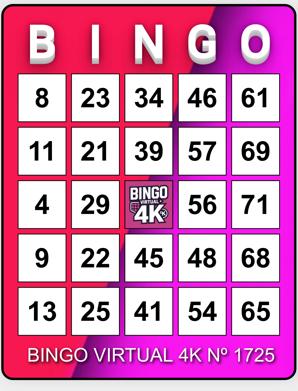 BINGO
8 23 34 46 61
11 21 39 57 69
4 29 BINGO VIRTUAL 4K 56 71
9 22 45 48 68
13 25 41 54 65
BINGO VIRTUAL 4K Nº 1725